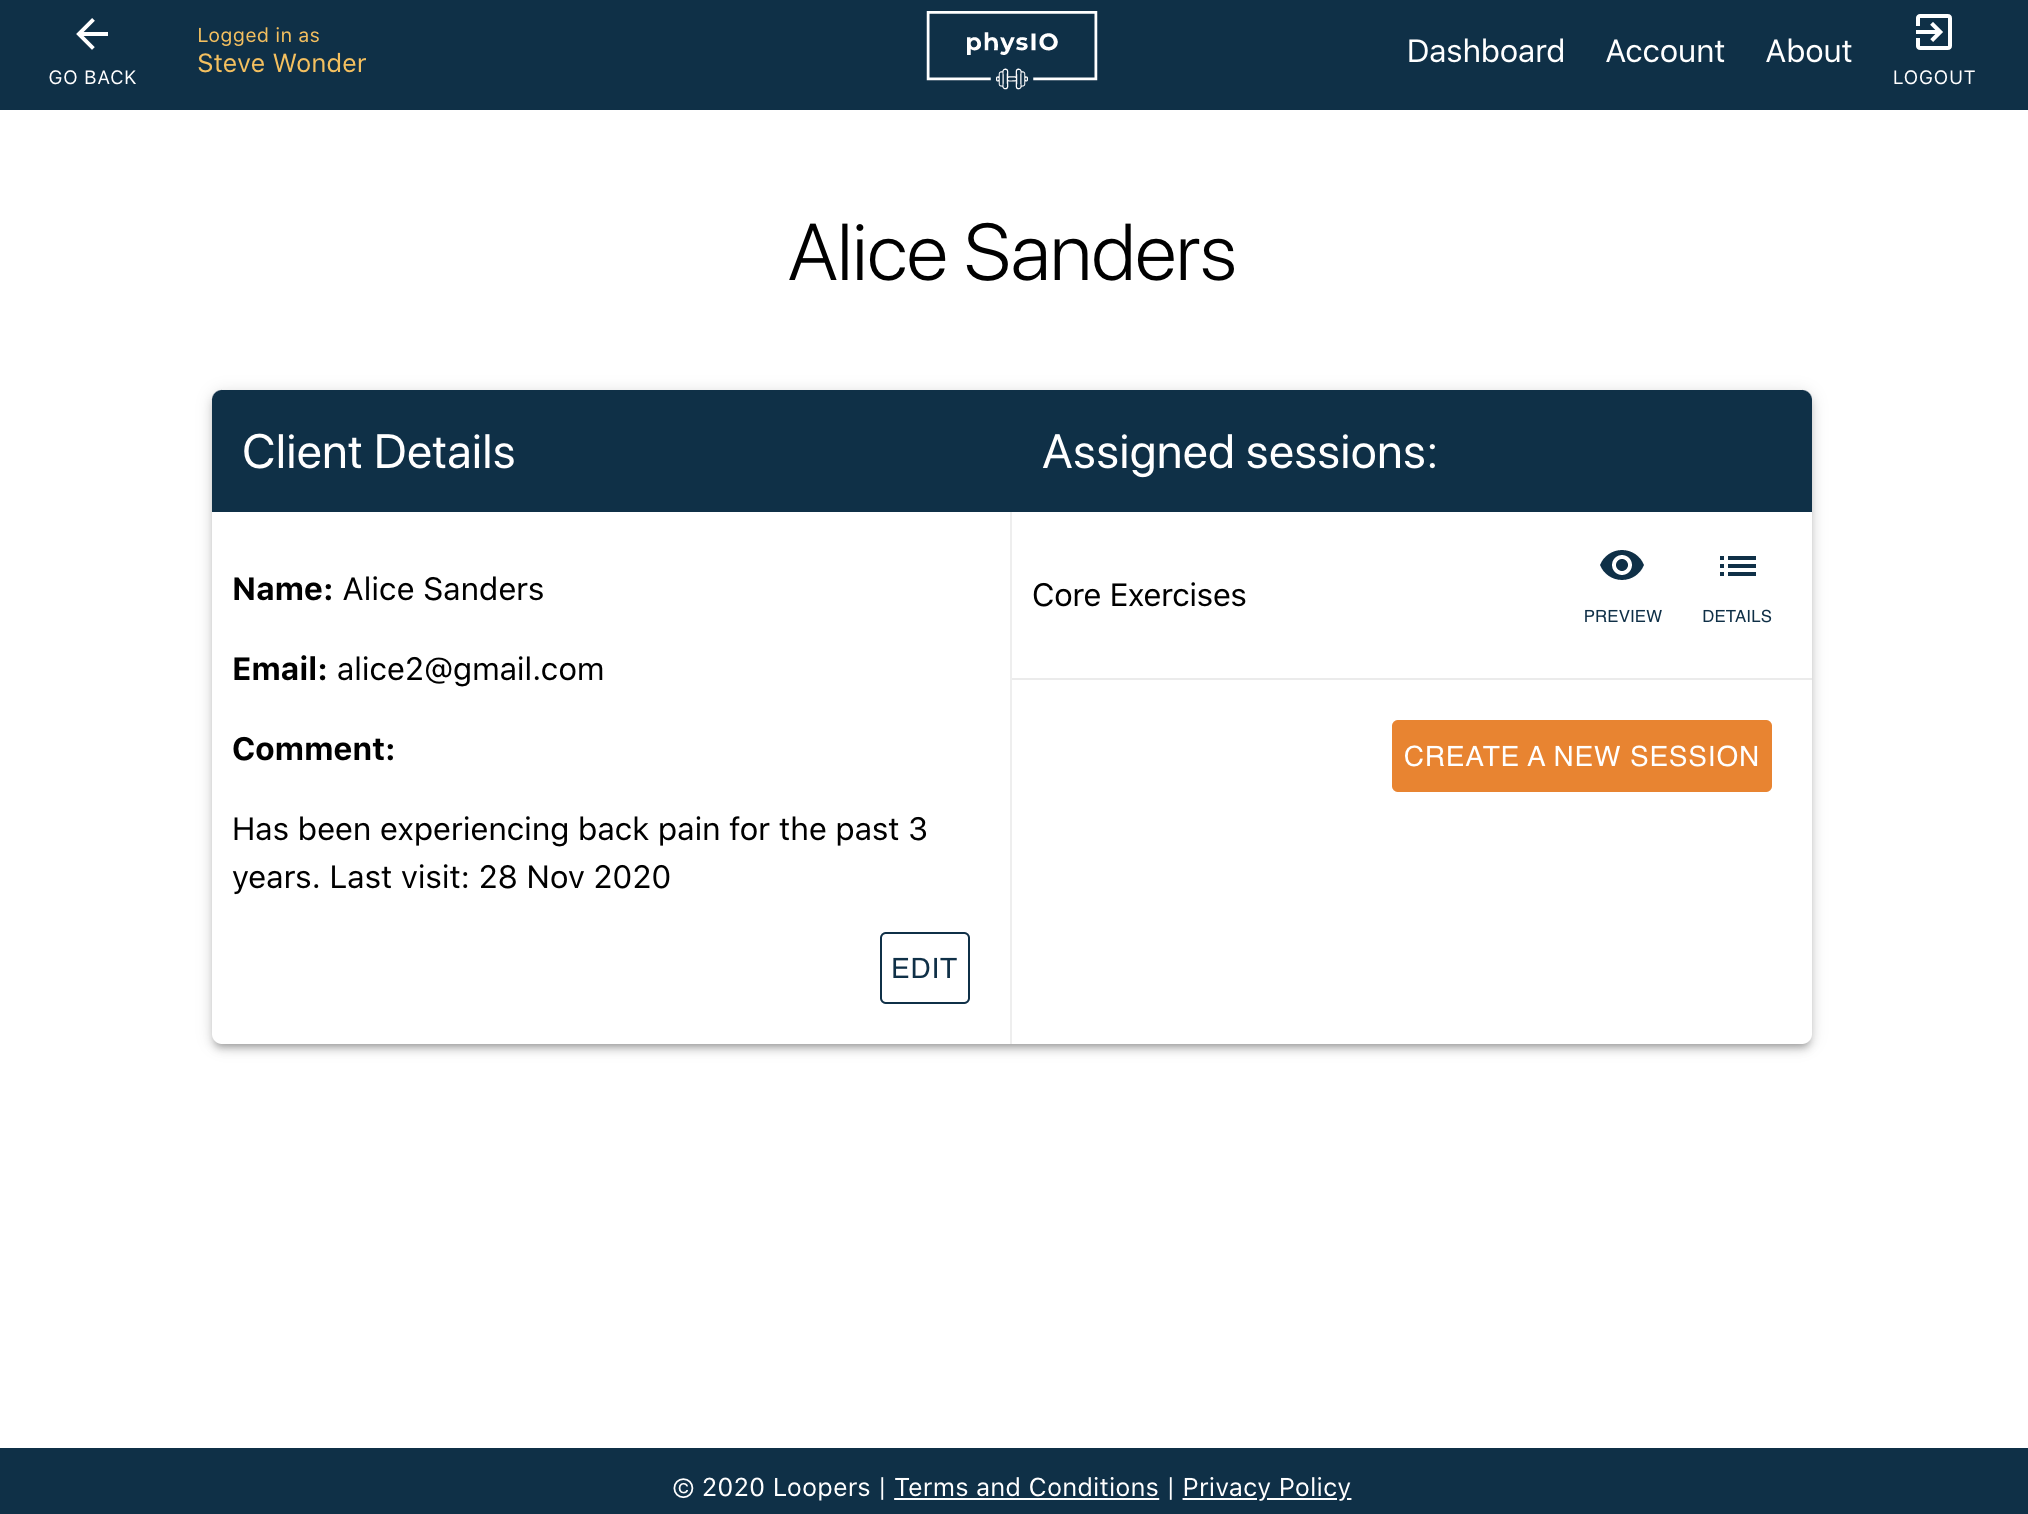 GO BACK
Logged in as
Steve Wonder
physIO
Dashboard Account About
LOGOUT
Alice Sanders
Client Details
Name: Alice Sanders
Email: alice2@gmail.com
Comment:
Has been experiencing back pain for the past 3
years. Last visit: 28 Nov 2020
EDIT
Assigned sessions:
Core Exercises
PREVIEW
DETAILS
CREATE A NEW SESSION
© 2020 Loopers | Terms and Conditions | Privacy Policy